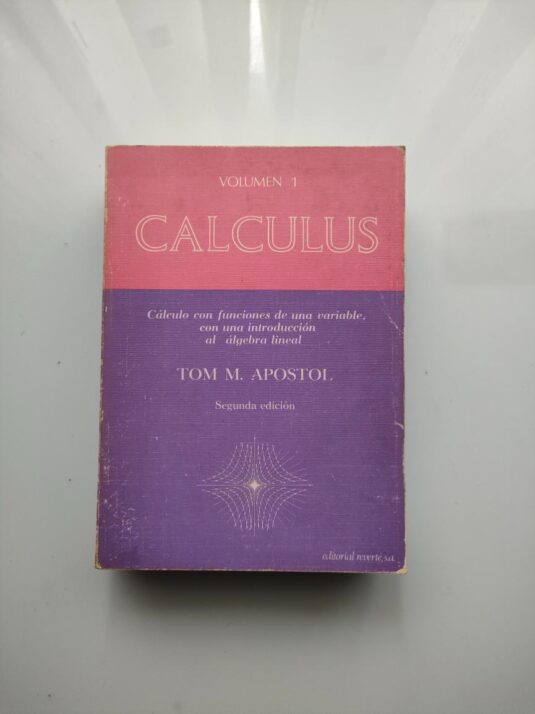 VOLUMEN 1
CALCULUS
Cálculo con funciones de una variable,
con una introducción
al álgebra lineal
TOM M. APOSTOL
Segunda edición
editorial reverté, s.a.